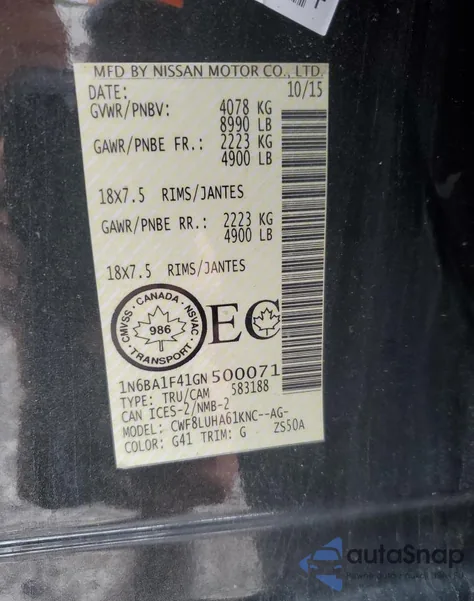 MFD BY NISSAN MOTOR CO., LTD.
DATE: 10/15
GVWR/PNBV: 4078 KG
8990 LB
GAWR/PNBE FR.: 2223 KG
4900 LB
18X7.5 RIMS/JANTES
GAWR/PNBE RR.: 2223 KG
4900 LB
18X7.5 RIMS/JANTES
CMVSS · CANADA · NSVAC
986
· TRANSPORT ·
EC
1N6BA1F41GN500071
583188
TYPE: TRU/CAM
CAN ICES-2/NMB-2
MODEL: CWF8LUHA61KNC--AG-
COLOR: G41 TRIM: G ZS50A
autoSnap